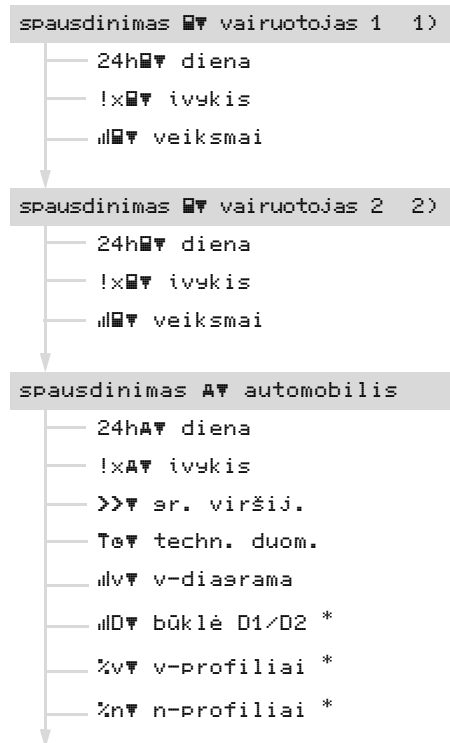 spausdinimas vairuotojas 1 1)
24h diena
!x ivykis
veiksmai
spausdinimas vairuotojas 2 2)
24h diena
!x ivykis
veiksmai
spausdinimas automobilis
24h diena
!x ivykis
>> gr. viršij.
T techn. duom.
v v-diagrama
D būklė D1/D2 *
%v v-profiliai *
%n n-profiliai *